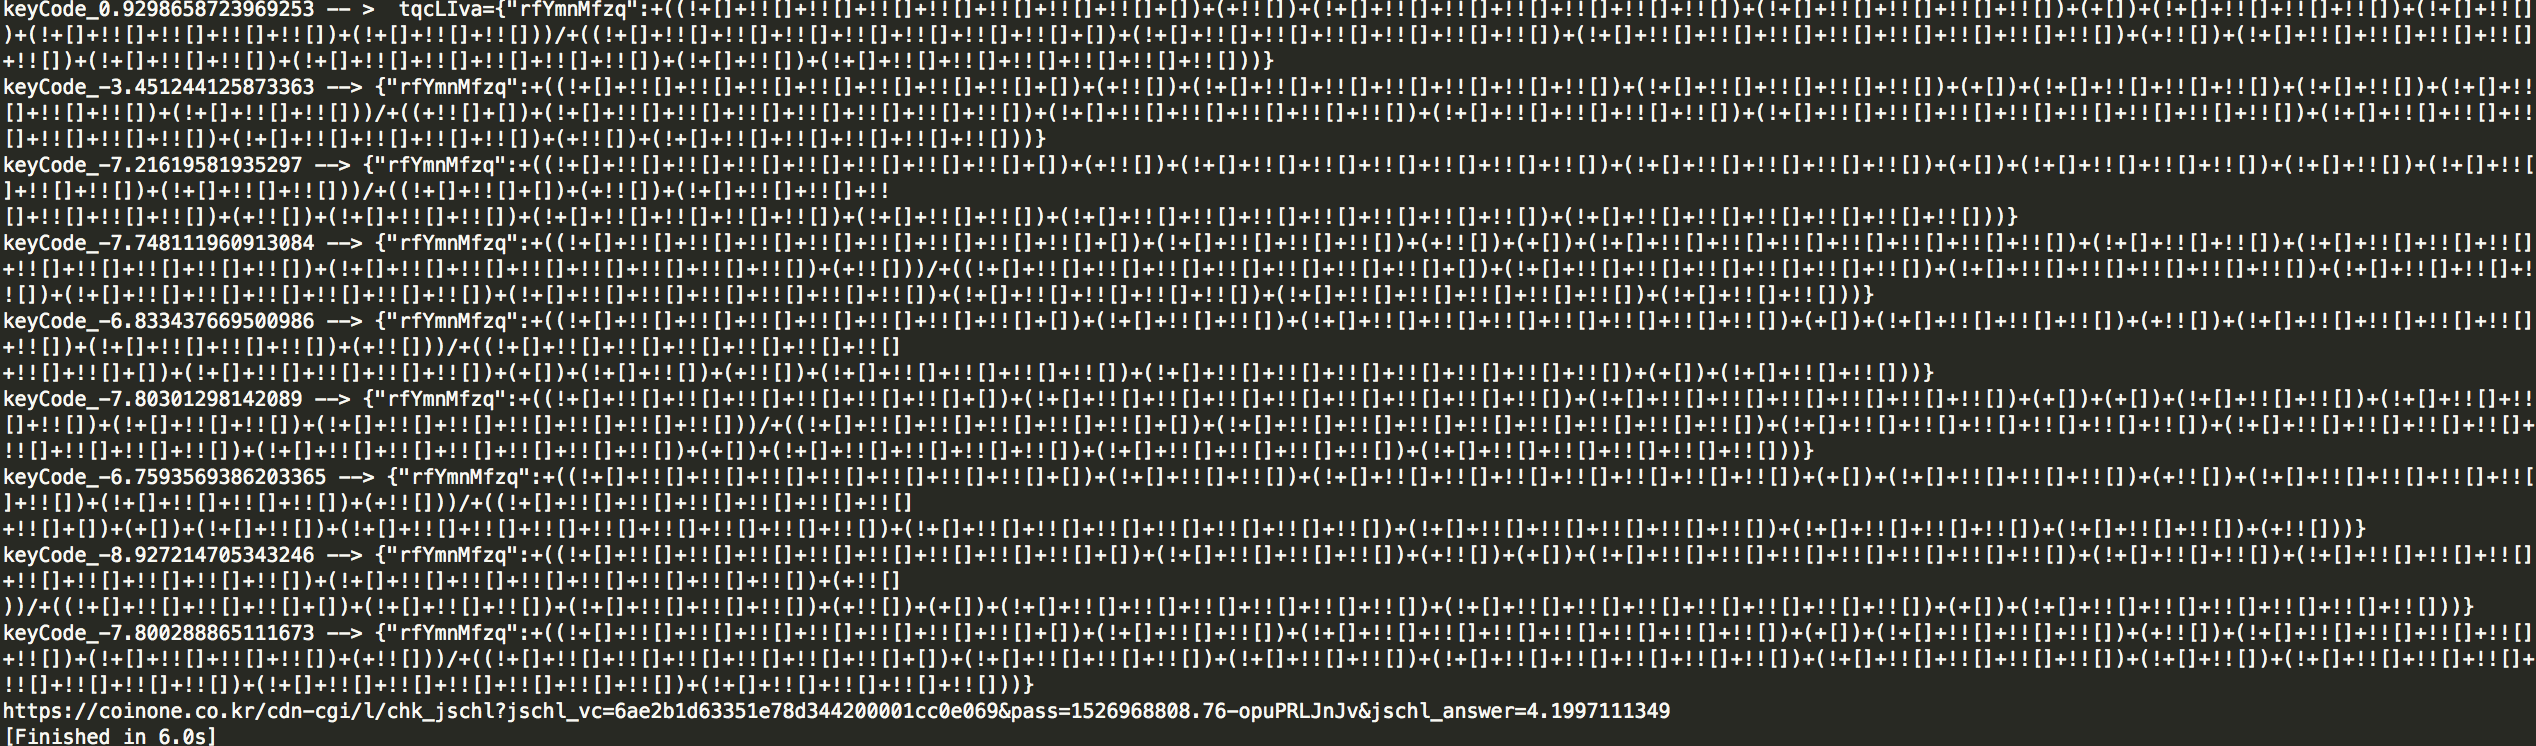 keyCode_0.9298658723969253 -- >  tqcLIva={"rfYmnMfzq":+((!+[]+!![]+!![]+!![]+!![]+!![]+!![]+!![]+[])+(+!![])+(!+[]+!![]+!![]+!![]+!![]+!![]+!![]+!![])+(!+[]+!![]+!![]+!![]+!![]+!![])+(+[])+(!+[]+!![]+!![]+!![]+!![])+(!+[]+!![]
)+(!+[]+!![]+!![]+!![]+!![]+!![])+(!+[]+!![]+!![]))/+((!+[]+!![]+!![]+!![]+!![]+!![]+!![]+!![]+[])+(!+[]+!![]+!![]+!![]+!![]+!![]+!![]+!![])+(!+[]+!![]+!![]+!![]+!![]+!![]+!![]+!![]+!![])+(+!![])+(!+[]+!![]+!![]+!![]+!![]
+!![])+(!+[]+!![]+!![])+(!+[]+!![]+!![]+!![]+!![]+!![]+!![])+(!+[]+!![])+(!+[]+!![]+!![]+!![]+!![]+!![]+!![]))}
keyCode_-3.451244125873363 --> {"rfYmnMfzq":+((!+[]+!![]+!![]+!![]+!![]+!![]+!![]+!![]+[])+(+!![])+(!+[]+!![]+!![]+!![]+!![]+!![]+!![]+!![])+(!+[]+!![]+!![]+!![]+!![]+!![])+(+[])+(!+[]+!![]+!![]+!![]+!![])+(!+[]+!![])+(!+[]+!!
[]+!![]+!![])+(!+[]+!![]+!![]))/+((+!![]+[])+(!+[]+!![]+!![]+!![]+!![]+!![]+!![]+!![]+!![])+(!+[]+!![]+!![]+!![]+!![]+!![]+!![])+(!+[]+!![]+!![]+!![]+!![]+!![])+(!+[]+!![]+!![]+!![]+!![]+!![]+!![]+!![]+!![])+(!+[]+!![]+!!
[]+!![]+!![]+!![]+!![])+(!+[]+!![]+!![]+!![]+!![]+!![])+(+!![])+(!+[]+!![]+!![]+!![]+!![]+!![]+!![]))}
keyCode_-7.21619581935297 --> {"rfYmnMfzq":+((!+[]+!![]+!![]+!![]+!![]+!![]+!![]+!![]+[])+(+!![])+(!+[]+!![]+!![]+!![]+!![]+!![]+!![]+!![])+(!+[]+!![]+!![]+!![]+!![]+!![])+(+[])+(!+[]+!![]+!![]+!![]+!![])+(!+[]+!![])+(!+[]+!![
]+!![]+!![])+(!+[]+!![]+!![]))/+((!+[]+!![]+[])+(+!![])+(!+[]+!![]+!![]+!!
[]+!![]+!![]+!![])+(+!![])+(!+[]+!![]+!![])+(!+[]+!![]+!![]+!![]+!![]+!![])+(!+[]+!![]+!![])+(!+[]+!![]+!![]+!![]+!![]+!![]+!![]+!![]+!![])+(!+[]+!![]+!![]+!![]+!![]+!![]+!![]))}
keyCode_-7.748111960913084 --> {"rfYmnMfzq":+((!+[]+!![]+!![]+!![]+!![]+!![]+!![]+!![]+!![]+[])+(!+[]+!![]+!![]+!![]+!![])+(+!![])+(+[])+(!+[]+!![]+!![]+!![]+!![]+!![]+!![]+!![]+!![])+(!+[]+!![]+!![])+(!+[]+!![]+!![]+!![]+!![]
+!![]+!![]+!![]+!![])+(!+[]+!![]+!![]+!![]+!![]+!![]+!![]+!![]+!![])+(+!![]))/+((!+[]+!![]+!![]+!![]+!![]+!![]+!![]+!![]+[])+(!+[]+!![]+!![]+!![]+!![]+!![]+!![]+!![])+(!+[]+!![]+!![]+!![]+!![]+!![]+!![])+(!+[]+!![]+!![]+!
![])+(!+[]+!![]+!![]+!![]+!![]+!![]+!![]+!![])+(!+[]+!![]+!![]+!![]+!![]+!![]+!![]+!![])+(!+[]+!![]+!![]+!![]+!![]+!![])+(!+[]+!![]+!![]+!![]+!![]+!![]+!![])+(!+[]+!![]+!![]))}
keyCode_-6.833437669500986 --> {"rfYmnMfzq":+((!+[]+!![]+!![]+!![]+!![]+!![]+!![]+!![]+[])+(!+[]+!![]+!![])+(!+[]+!![]+!![]+!![]+!![]+!![]+!![]+!![]+!![])+(+[])+(!+[]+!![]+!![]+!![]+!![])+(+!![])+(!+[]+!![]+!![]+!![]+!![]+!![]
+!![])+(!+[]+!![]+!![]+!![]+!![])+(+!![]))/+((!+[]+!![]+!![]+!![]+!![]+!![]+!![]
+!![]+!![]+[])+(!+[]+!![]+!![]+!![]+!![]+!![])+(+[])+(!+[]+!![])+(+!![])+(!+[]+!![]+!![]+!![]+!![]+!![])+(!+[]+!![]+!![]+!![]+!![]+!![]+!![]+!![]+!![])+(+[])+(!+[]+!![]+!![]))}
keyCode_-7.80301298142089 --> {"rfYmnMfzq":+((!+[]+!![]+!![]+!![]+!![]+!![]+!![]+!![]+[])+(!+[]+!![]+!![]+!![]+!![]+!![]+!![]+!![]+!![]+!![])+(!+[]+!![]+!![]+!![]+!![]+!![]+!![]+!![])+(+[])+(+[])+(!+[]+!![]+!![]+!![])+(!+[]+!![]+!!
[]+!![])+(!+[]+!![]+!![])+(!+[]+!![]+!![]+!![]+!![]+!![]+!![]+!![]))/+((!+[]+!![]+!![]+!![]+!![]+!![]+[])+(!+[]+!![]+!![]+!![]+!![]+!![]+!![]+!![]+!![])+(!+[]+!![]+!![]+!![]+!![]+!![]+!![])+(!+[]+!![]+!![]+!![]+!![]+
!![]+!![]+!![]+!![])+(!+[]+!![]+!![]+!![]+!![]+!![]+!![]+!![])+(+[])+(!+[]+!![]+!![]+!![]+!![]+!![])+(!+[]+!![]+!![]+!![]+!![]+!![])+(!+[]+!![]+!![]+!![]+!![]+!![]))}
keyCode_-6.7593569386203365 --> {"rfYmnMfzq":+((!+[]+!![]+!![]+!![]+!![]+!![]+!![]+!![]+[])+(!+[]+!![]+!![])+(!+[]+!![]+!![]+!![]+!![]+!![]+!![]+!![]+!![])+(+[])+(!+[]+!![]+!![]+!![]+!![])+(+!![])+(!+[]+!![]+!![]+!![]+!![]+!![
]+!![])+(!+[]+!![]+!![]+!![]+!![])+(+!![]))/+((!+[]+!![]+!![]+!![]+!![]+!![]+!![]
+!![]+[])+(+[])+(!+[]+!![])+(!+[]+!![]+!![]+!![]+!![]+!![]+!![]+!![]+!![]+!![])+(!+[]+!![]+!![]+!![]+!![]+!![]+!![]+!![]+!![])+(!+[]+!![]+!![]+!![]+!![]+!![]+!![])+(!+[]+!![]+!![]+!![]+!![])+(!+[]+!![]+!![])+(+!![]))}
keyCode_-8.927214705343246 --> {"rfYmnMfzq":+((!+[]+!![]+!![]+!![]+!![]+!![]+!![]+!![]+!![]+[])+(!+[]+!![]+!![]+!![]+!![])+(+!![])+(+[])+(!+[]+!![]+!![]+!![]+!![]+!![]+!![]+!![]+!![])+(!+[]+!![]+!![])+(!+[]+!![]+!![]+!![]+!![]
+!![]+!![]+!![]+!![])+(!+[]+!![]+!![]+!![]+!![]+!![]+!![]+!![]+!![])+(+!![]
))/+((!+[]+!![]+!![]+!![]+[])+(!+[]+!![]+!![])+(!+[]+!![]+!![]+!![]+!![])+(+!![])+(+[])+(!+[]+!![]+!![]+!![]+!![]+!![]+!![]+!![])+(!+[]+!![]+!![]+!![]+!![]+!![]+!![]+!![]+!![])+(+[])+(!+[]+!![]+!![]+!![]+!![]+!![]+!![]+!![]))}
keyCode_-7.800288865111673 --> {"rfYmnMfzq":+((!+[]+!![]+!![]+!![]+!![]+!![]+!![]+!![]+[])+(!+[]+!![]+!![])+(!+[]+!![]+!![]+!![]+!![]+!![]+!![]+!![]+!![])+(+[])+(!+[]+!![]+!![]+!![]+!![])+(+!![])+(!+[]+!![]+!![]+!![]+!![]+!![]
+!![])+(!+[]+!![]+!![]+!![]+!![])+(+!![]))/+((!+[]+!![]+!![]+!![]+!![]+!![]+!![]+!![]+[])+(!+[]+!![]+!![]+!![]+!![])+(!+[]+!![]+!![]+!![])+(!+[]+!![]+!![]+!![]+!![]+!![]+!![])+(!+[]+!![]+!![]+!![]+!![]+!![])+(!+[]+!![])+(!+[]+!![]+!![]+!![]+!![]+
!![]+!![]+!![]+!![])+(!+[]+!![]+!![]+!![]+!![]+!![]+!![]+!![])+(!+[]+!![]+!![]+!![]+!![]))}
https://coinone.co.kr/cdn-cgi/l/chk_jschl?jschl_vc=6ae2b1d63351e78d344200001cc0e069&pass=1526968808.76-opuPRLJnJv&jschl_answer=4.1997111349
[Finished in 6.0s]